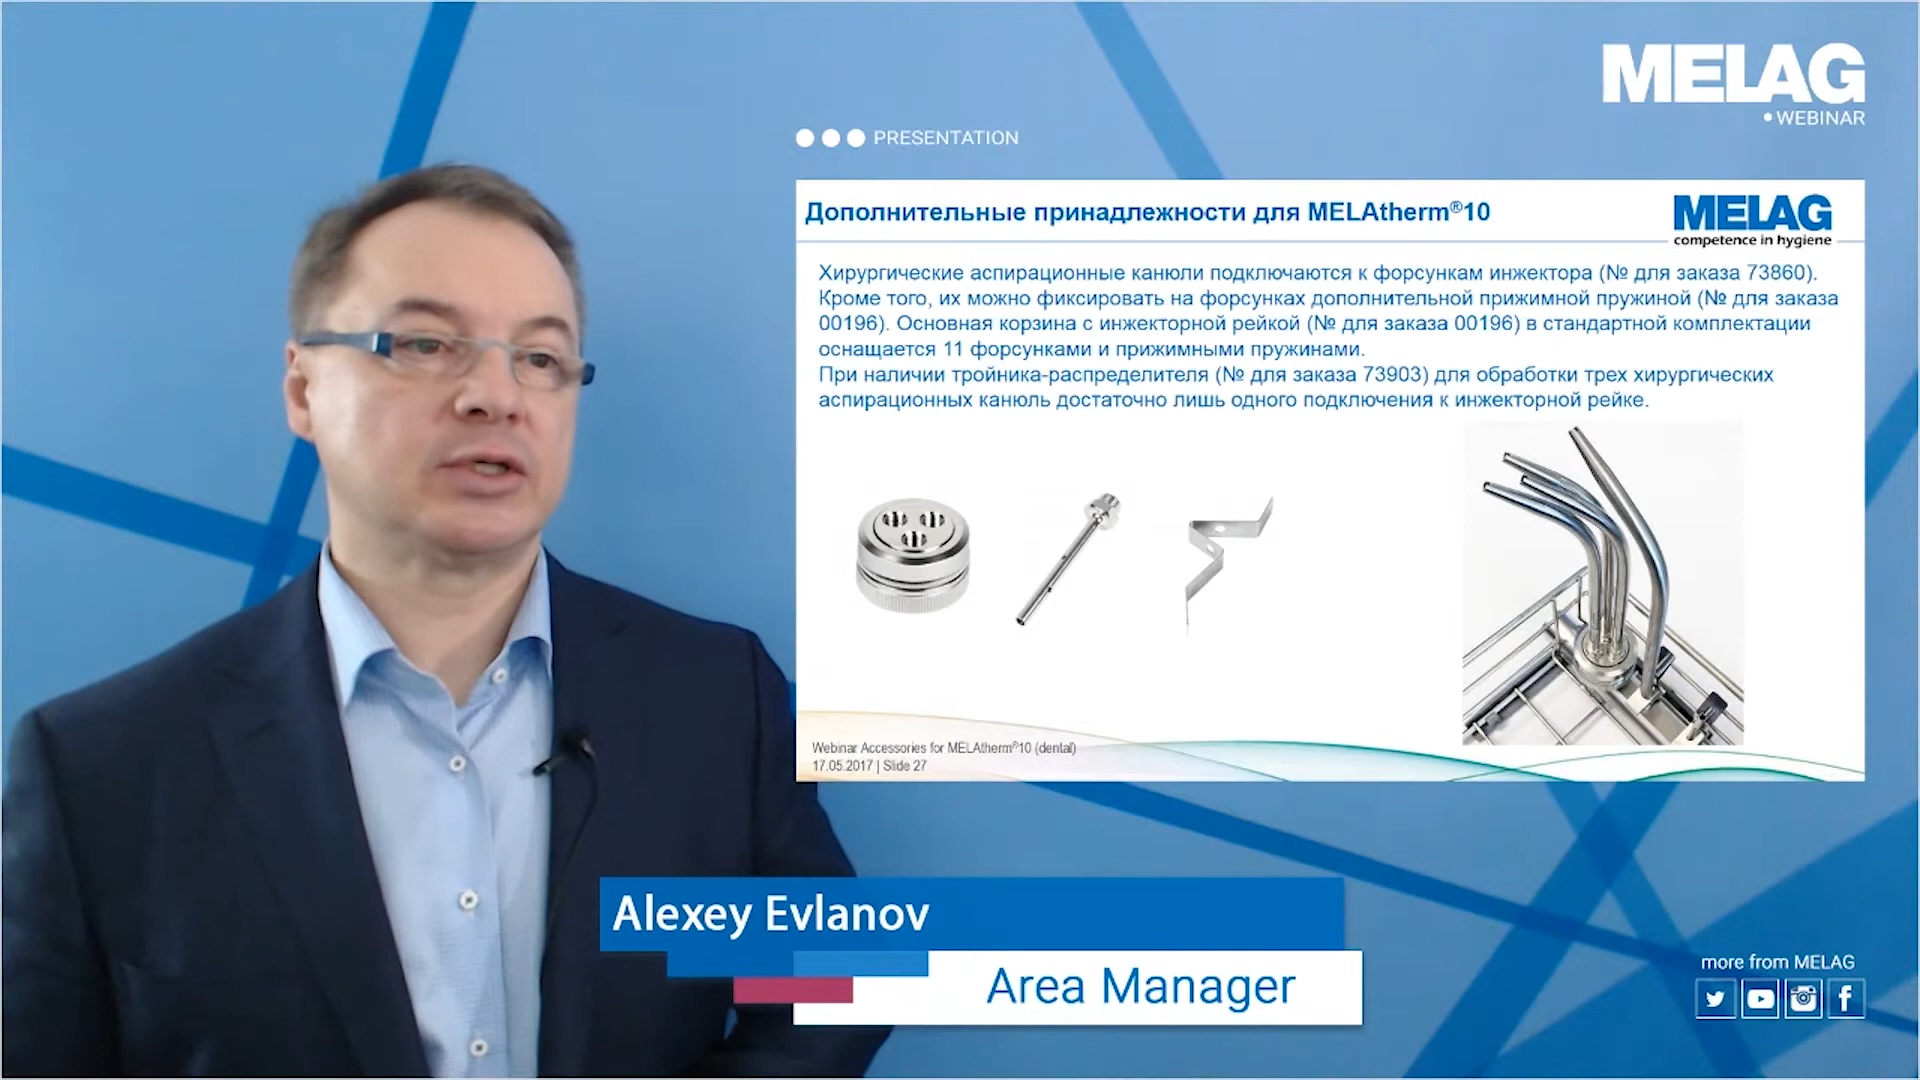 MELAG
• WEBINAR
PRESENTATION
Дополнительные принадлежности для MELAtherm®10
MELAG
competence in hygiene
Хирургические аспирационные канюли подключаются к форсункам инжектора (№ для заказа 73860).
Кроме того, их можно фиксировать на форсунках дополнительной прижимной пружиной (№ для заказа
00196). Основная корзина с инжекторной рейкой (№ для заказа 00196) в стандартной комплектации
оснащается 11 форсунками и прижимными пружинами.
При наличии тройника-распределителя (№ для заказа 73903) для обработки трех хирургических
аспирационных канюль достаточно лишь одного подключения к инжекторной рейке.
Webinar Accessories for MELAtherm®10 (dental)
17.05.2017 | Slide 27
Alexey Evlanov
Area Manager
more from MELAG